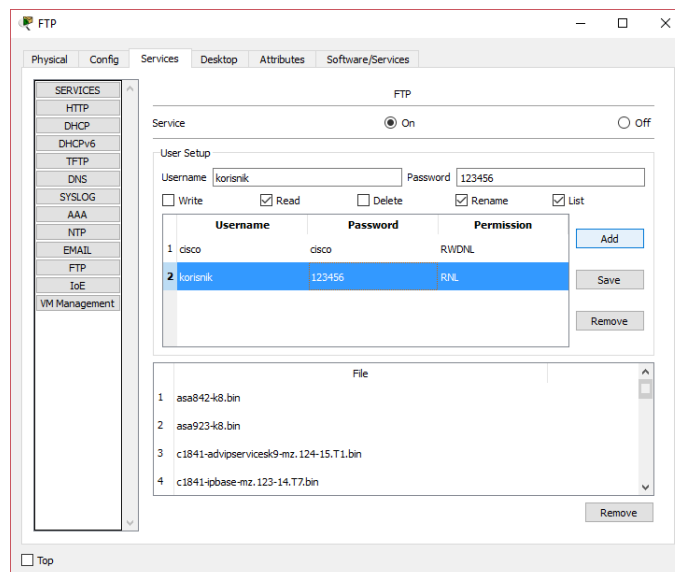 FTP
Physical Config Services Desktop Attributes Software/Services
SERVICES
HTTP
DHCP
DHCPv6
TFTP
DNS
SYSLOG
AAA
NTP
EMAIL
FTP
IoE
VM Management
FTP
Service On Off
User Setup
Username korisnik Password 123456
Write Read Delete Rename List
Username Password Permission
1 cisco cisco RWDNL
2 korisnik 123456 RNL
Add
Save
Remove
File
1 asa842-k8.bin
2 asa923-k8.bin
3 c1841-advipservicesk9-mz.124-15.T1.bin
4 c1841-ipbase-mz.123-14.T7.bin
Remove
Top